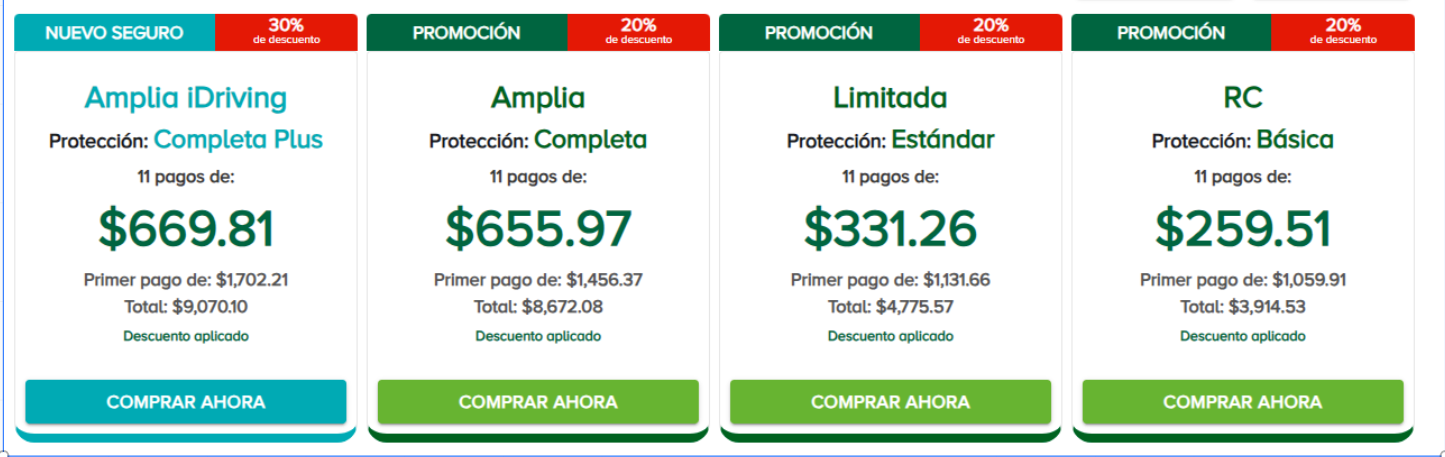 NUEVO SEGURO
30%
de descuento
Amplia iDriving
Protección: Completa Plus
11 pagos de:
$669.81
Primer pago de: $1,702.21
Total: $9,070.10
Descuento aplicado
COMPRAR AHORA
PROMOCIÓN
20%
de descuento
Amplia
Protección: Completa
11 pagos de:
$655.97
Primer pago de: $1,456.37
Total: $8,672.08
Descuento aplicado
COMPRAR AHORA
PROMOCIÓN
20%
de descuento
Limitada
Protección: Estándar
11 pagos de:
$331.26
Primer pago de: $1,131.66
Total: $4,775.57
Descuento aplicado
COMPRAR AHORA
PROMOCIÓN
20%
de descuento
RC
Protección: Básica
11 pagos de:
$259.51
Primer pago de: $1,059.91
Total: $3,914.53
Descuento aplicado
COMPRAR AHORA